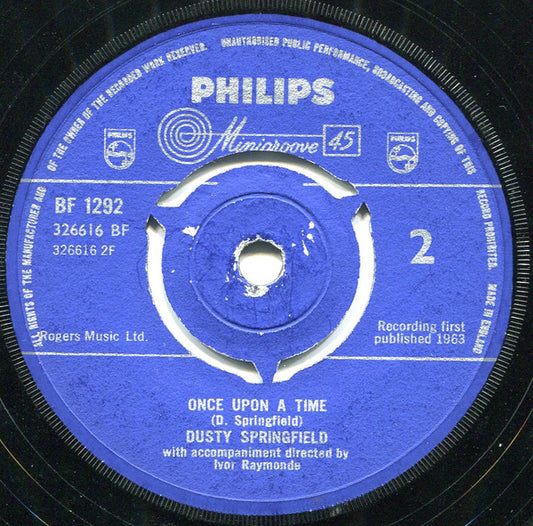 ALL RIGHTS OF THE MANUFACTURER AND OF THE OWNER OF THE RECORDED WORK RESERVED. UNAUTHORISED PUBLIC PERFORMANCE, BROADCASTING AND COPYING OF THIS RECORD PROHIBITED. MADE IN ENGLAND
PHILIPS
Minigroove 45
PHILIPS
PHILIPS
BF 1292
326616 BF
326616 2F
2
Rogers Music Ltd.
Recording first
published 1963
ONCE UPON A TIME
(D. Springfield)
DUSTY SPRINGFIELD
with accompaniment directed by
Ivor Raymonde